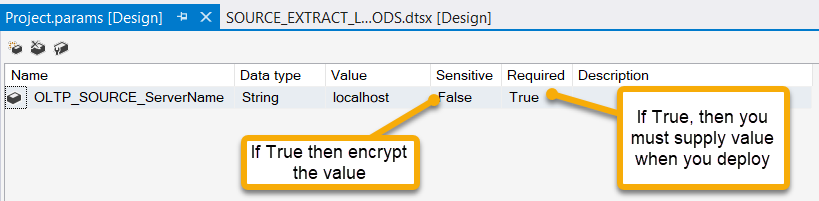 Project.params [Design]
SOURCE_EXTRACT_L...ODS.dtsx [Design]
Name Data type Value Sensitive Required Description
OLTP_SOURCE_ServerName String localhost False True
If True then encrypt
the value
If True, then you
must supply value
when you deploy